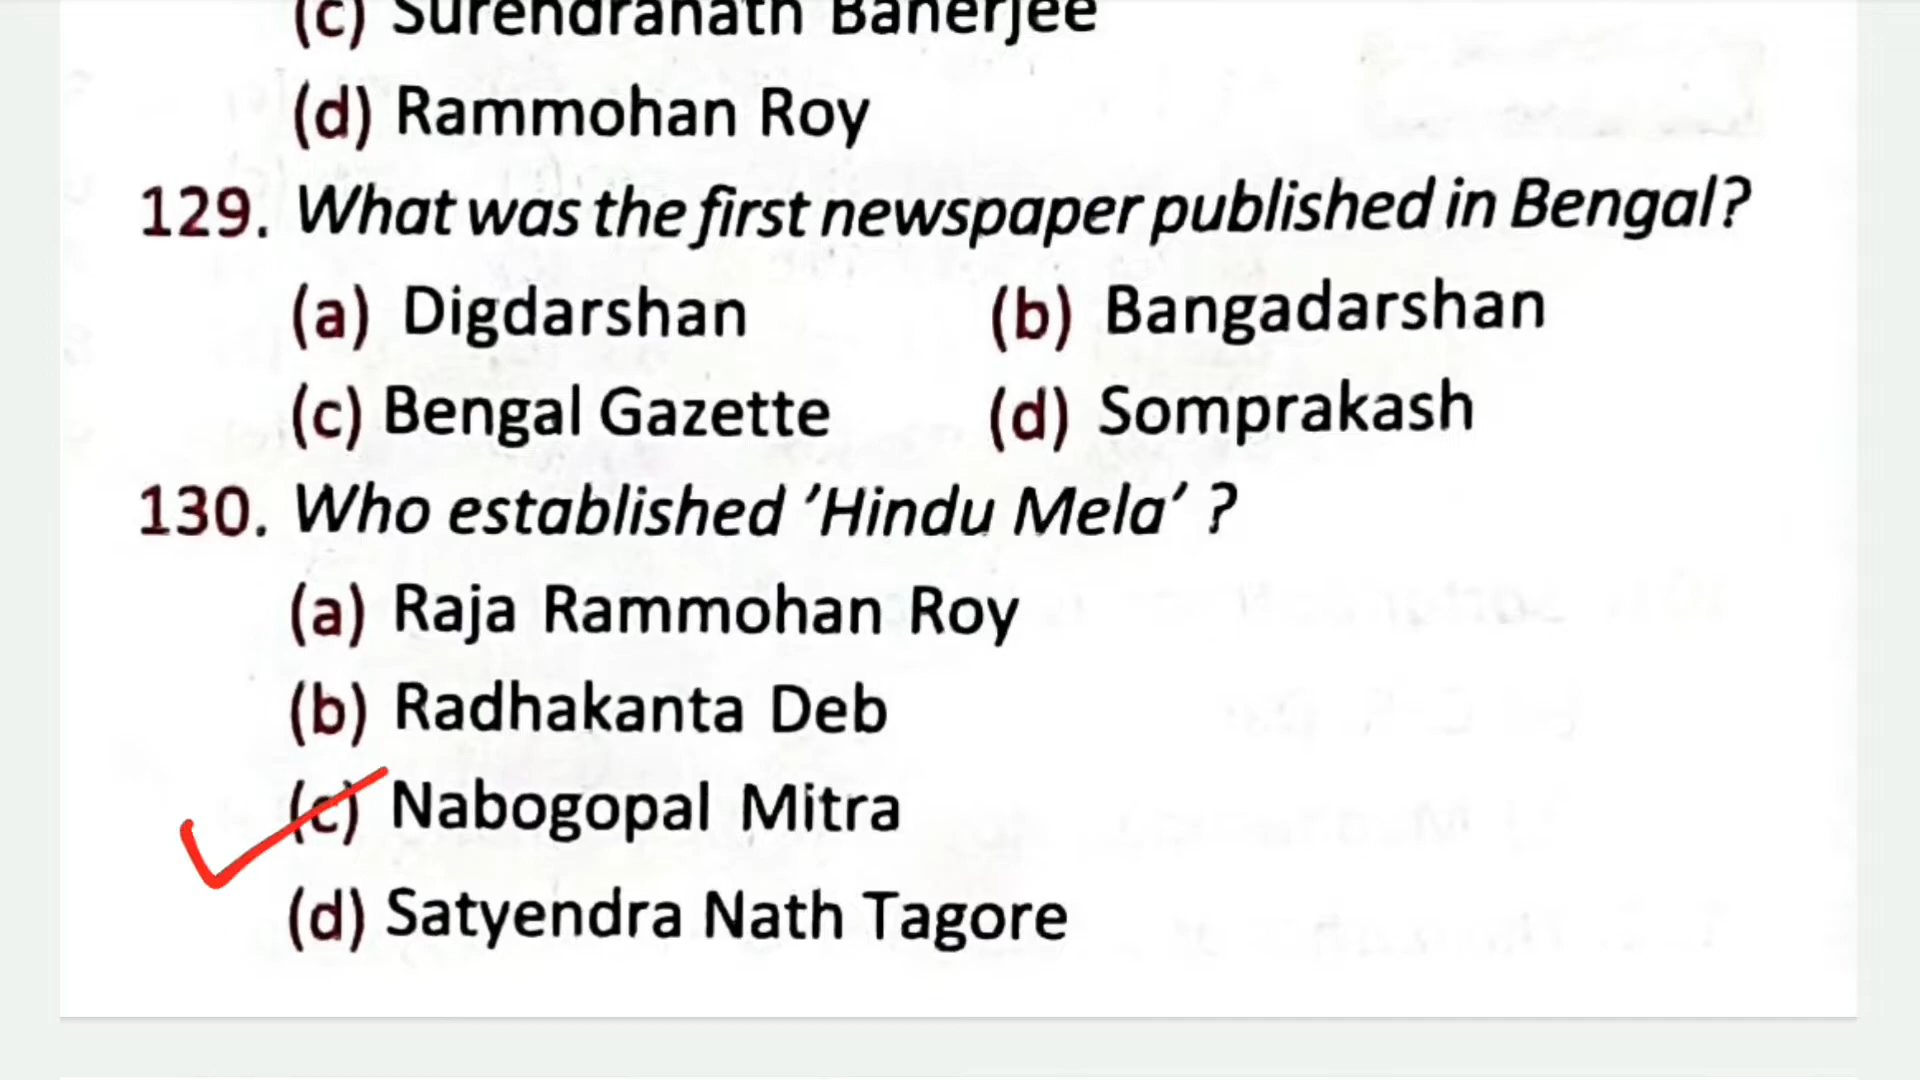 (c) Surendranath Banerjee
(d) Rammohan Roy
129. What was the first newspaper published in Bengal?
(a) Digdarshan (b) Bangadarshan
(c) Bengal Gazette (d) Somprakash
130. Who established 'Hindu Mela' ?
(a) Raja Rammohan Roy
(b) Radhakanta Deb
(c) Nabogopal Mitra
(d) Satyendra Nath Tagore